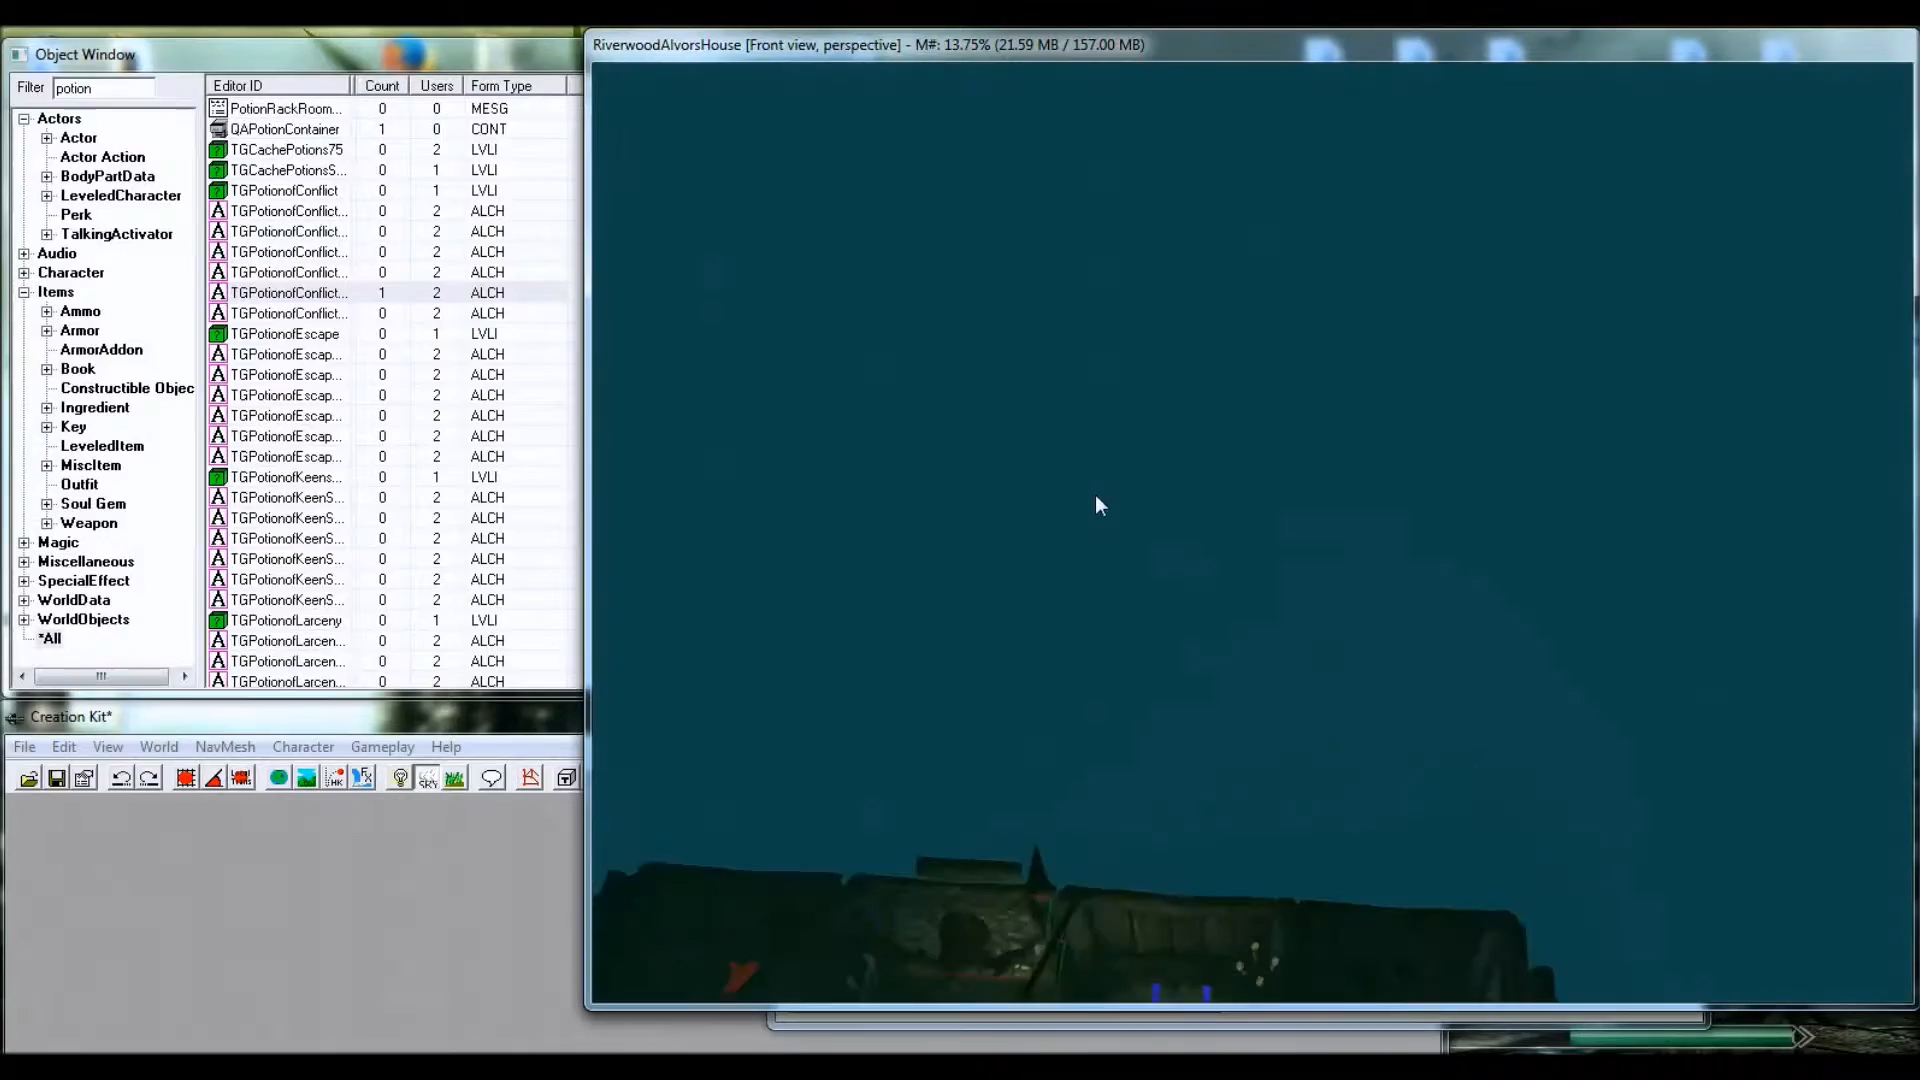 Object Window
Filter potion
Actors
Actor
Actor Action
BodyPartData
LeveledCharacter
Perk
TalkingActivator
Audio
Character
Items
Ammo
Armor
ArmorAddon
Book
Constructible Objec
Ingredient
Key
LeveledItem
MiscItem
Outfit
Soul Gem
Weapon
Magic
Miscellaneous
SpecialEffect
WorldData
WorldObjects
*All
Editor ID Count Users Form Type
PotionRackRoom... 0 0 MESG
QAPotionContainer 1 0 CONT
TGCachePotions75 0 2 LVLI
TGCachePotionsS... 0 1 LVLI
TGPotionofConflict 0 1 LVLI
TGPotionofConflict... 0 2 ALCH
TGPotionofConflict... 0 2 ALCH
TGPotionofConflict... 0 2 ALCH
TGPotionofConflict... 0 2 ALCH
TGPotionofConflict... 1 2 ALCH
TGPotionofConflict... 0 2 ALCH
TGPotionofEscape 0 1 LVLI
TGPotionofEscap... 0 2 ALCH
TGPotionofEscap... 0 2 ALCH
TGPotionofEscap... 0 2 ALCH
TGPotionofEscap... 0 2 ALCH
TGPotionofEscap... 0 2 ALCH
TGPotionofEscap... 0 2 ALCH
TGPotionofKeens... 0 1 LVLI
TGPotionofKeenS... 0 2 ALCH
TGPotionofKeenS... 0 2 ALCH
TGPotionofKeenS... 0 2 ALCH
TGPotionofKeenS... 0 2 ALCH
TGPotionofKeenS... 0 2 ALCH
TGPotionofKeenS... 0 2 ALCH
TGPotionofLarceny 0 1 LVLI
TGPotionofLarcen... 0 2 ALCH
TGPotionofLarcen... 0 2 ALCH
TGPotionofLarcen... 0 2 ALCH
Creation Kit*
File Edit View World NavMesh Character Gameplay Help
SKY
RiverwoodAlvorsHouse [Front view, perspective] - M#: 13.75% (21.59 MB / 157.00 MB)